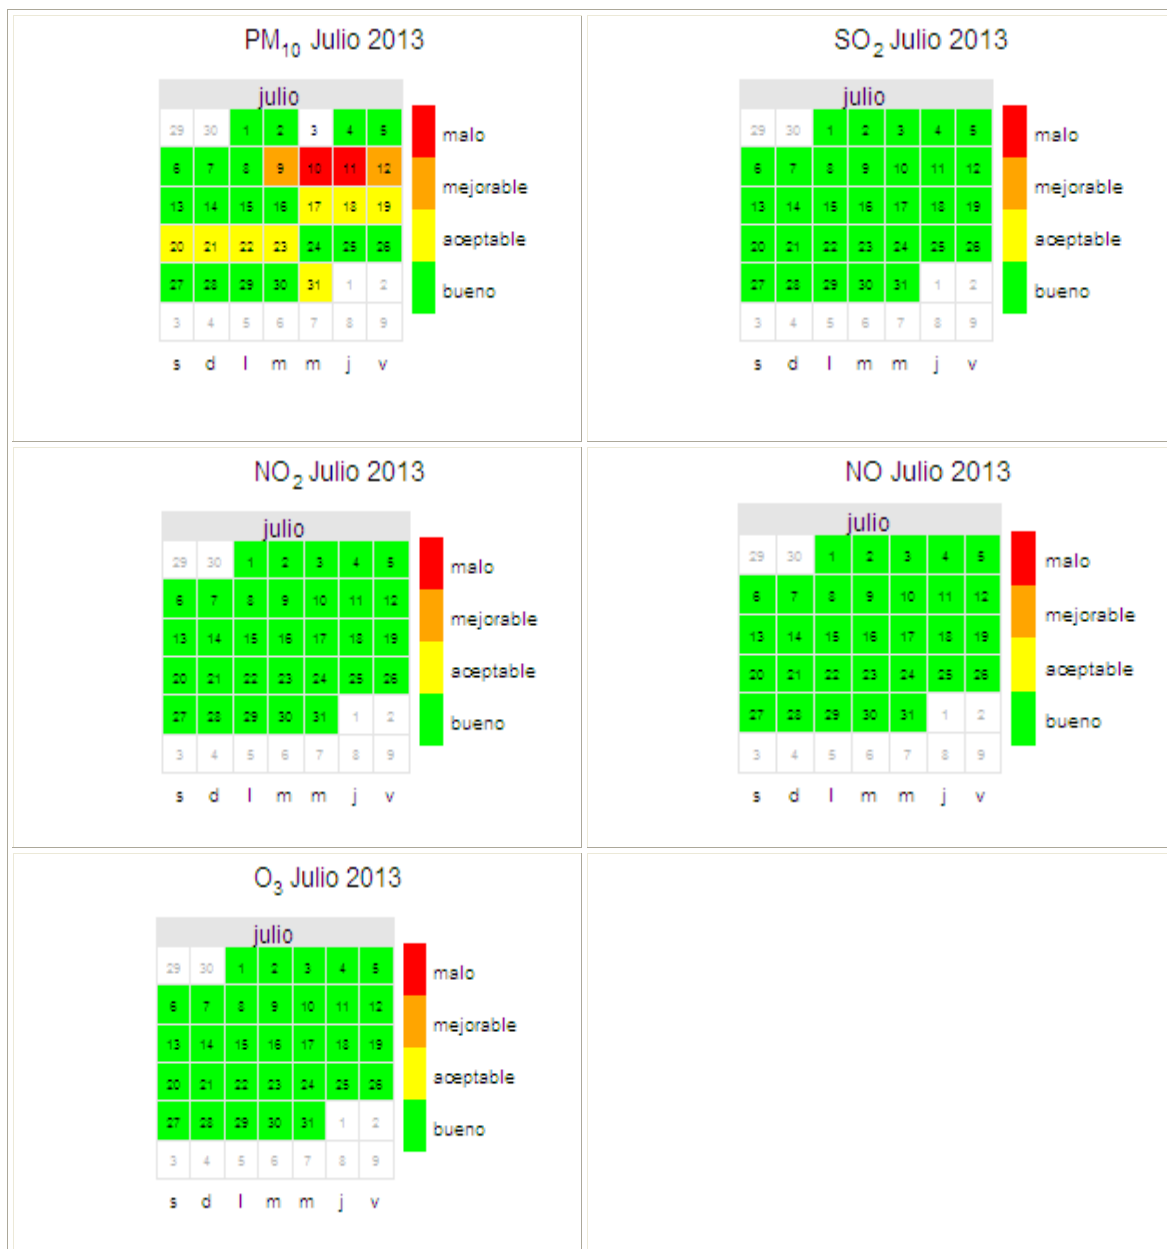 PM10 Julio 2013
julio
29 30 1 2 3 4 5
6 7 8 9 10 11 12
13 14 15 16 17 18 19
20 21 22 23 24 25 26
27 28 29 30 31 1 2
3 4 5 6 7 8 9
s d l m m j v
malo
mejorable
aceptable
bueno
SO2 Julio 2013
julio
29 30 1 2 3 4 5
6 7 8 9 10 11 12
13 14 15 16 17 18 19
20 21 22 23 24 25 26
27 28 29 30 31 1 2
3 4 5 6 7 8 9
s d l m m j v
malo
mejorable
aceptable
bueno
NO2 Julio 2013
julio
29 30 1 2 3 4 5
6 7 8 9 10 11 12
13 14 15 16 17 18 19
20 21 22 23 24 25 26
27 28 29 30 31 1 2
3 4 5 6 7 8 9
s d l m m j v
malo
mejorable
aceptable
bueno
NO Julio 2013
julio
29 30 1 2 3 4 5
6 7 8 9 10 11 12
13 14 15 16 17 18 19
20 21 22 23 24 25 26
27 28 29 30 31 1 2
3 4 5 6 7 8 9
s d l m m j v
malo
mejorable
aceptable
bueno
O3 Julio 2013
julio
29 30 1 2 3 4 5
6 7 8 9 10 11 12
13 14 15 16 17 18 19
20 21 22 23 24 25 26
27 28 29 30 31 1 2
3 4 5 6 7 8 9
s d l m m j v
malo
mejorable
aceptable
bueno